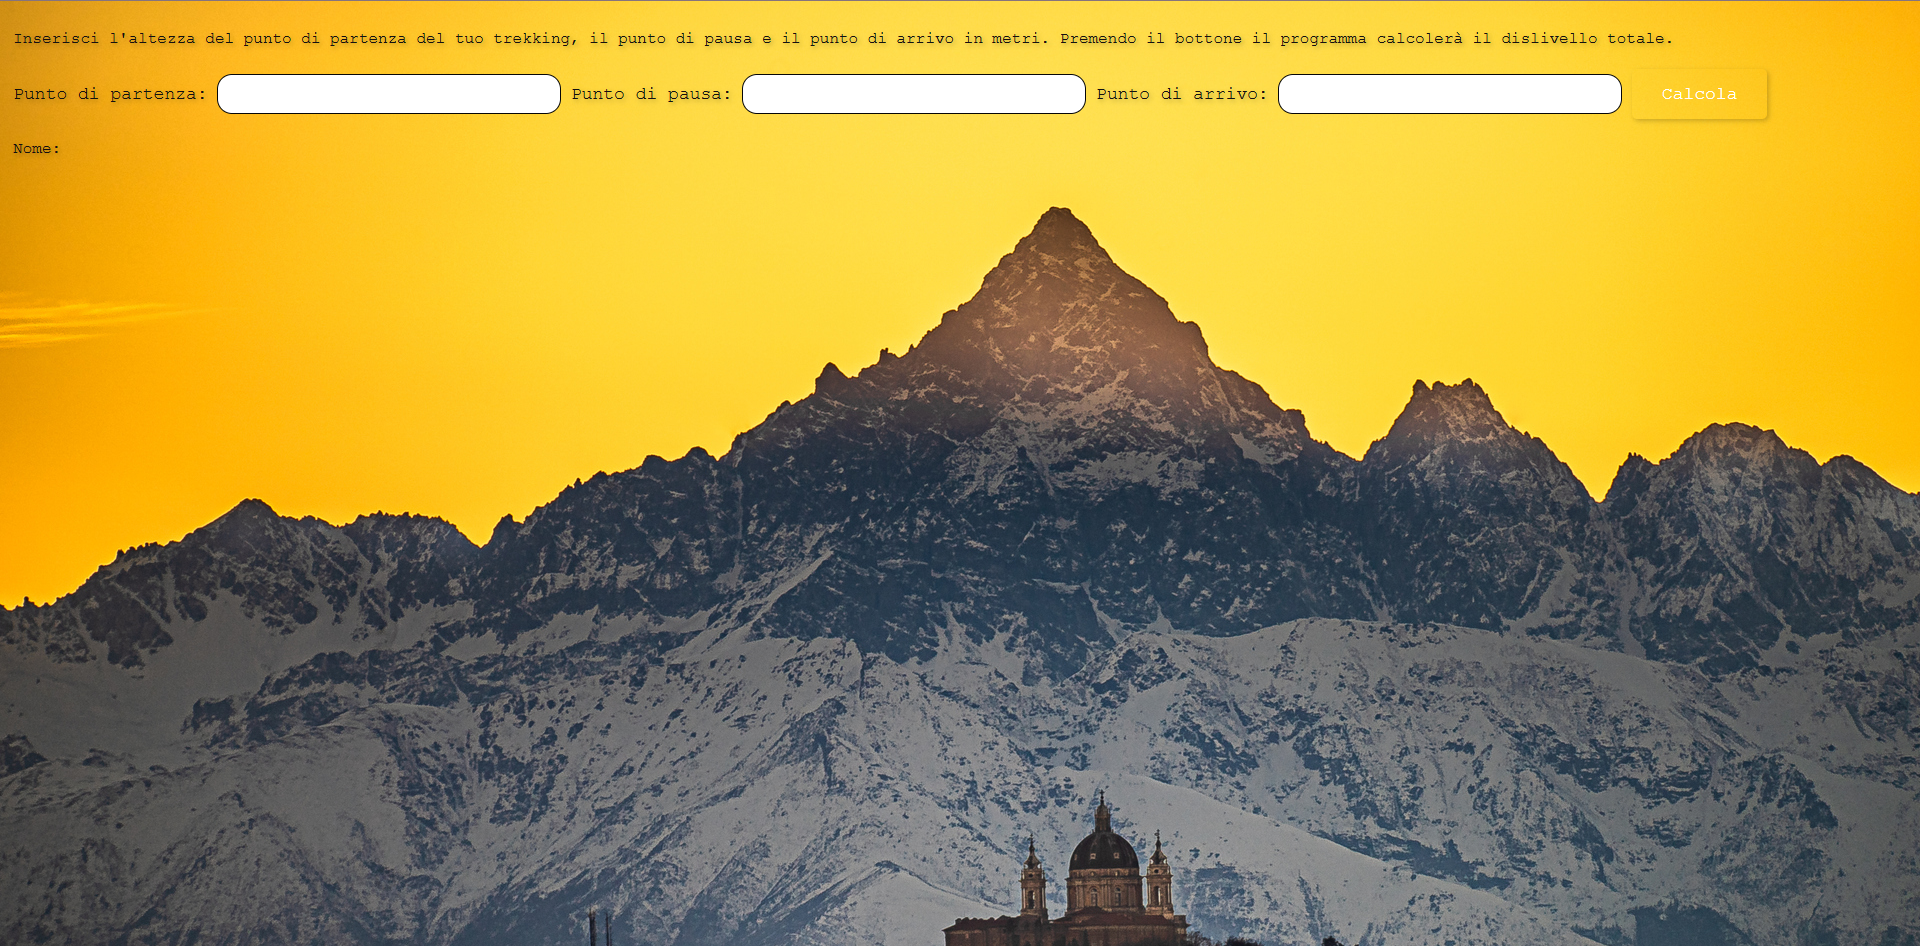 Inserisci l'altezza del punto di partenza del tuo trekking, il punto di pausa e il punto di arrivo in metri. Premendo il bottone il programma calcolerà il dislivello totale.
Punto di partenza: Punto di pausa: Punto di arrivo: Calcola
Nome: